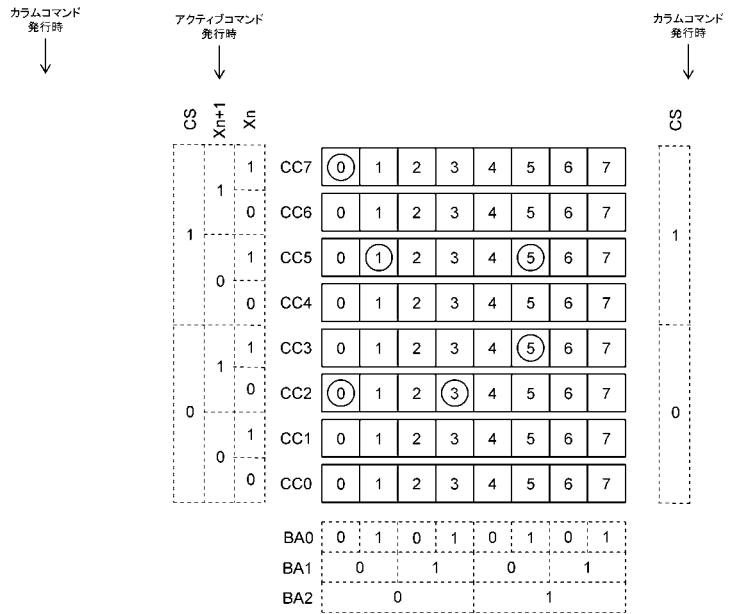 カラムコマンド
発行時
アクティブコマンド
発行時
カラムコマンド
発行時
CS Xn+1 Xn CS
1 CC7 0 1 2 3 4 5 6 7
1
0 CC6 0 1 2 3 4 5 6 7
1 1
1 CC5 0 1 2 3 4 5 6 7
0
0 CC4 0 1 2 3 4 5 6 7
1 CC3 0 1 2 3 4 5 6 7
1
0 CC2 0 1 2 3 4 5 6 7
0 0
1 CC1 0 1 2 3 4 5 6 7
0
0 CC0 0 1 2 3 4 5 6 7
BA0 0 1 0 1 0 1 0 1
BA1 0 1 0 1
BA2 0 1